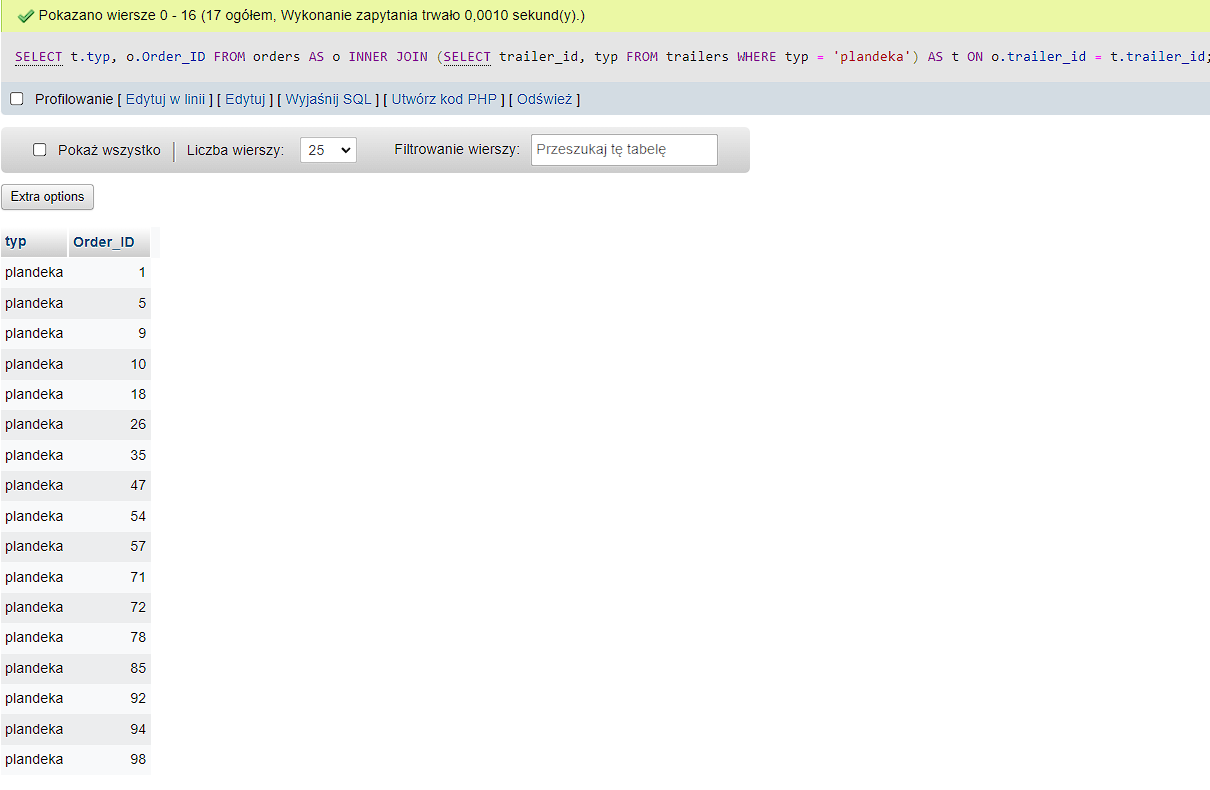 Pokazano wiersze 0 - 16 (17 ogółem, Wykonanie zapytania trwało 0,0010 sekund(y).)
SELECT t.typ, o.Order_ID FROM orders AS o INNER JOIN (SELECT trailer_id, typ FROM trailers WHERE typ = 'plandeka') AS t ON o.trailer_id = t.trailer_id;
Profilowanie [ Edytuj w linii ] [ Edytuj ] [ Wyjaśnij SQL ] [ Utwórz kod PHP ] [ Odśwież ]
Pokaż wszystko | Liczba wierszy: 25 Filtrowanie wierszy: Przeszukaj tę tabelę
Extra options
typ Order_ID
plandeka 1
plandeka 5
plandeka 9
plandeka 10
plandeka 18
plandeka 26
plandeka 35
plandeka 47
plandeka 54
plandeka 57
plandeka 71
plandeka 72
plandeka 78
plandeka 85
plandeka 92
plandeka 94
plandeka 98